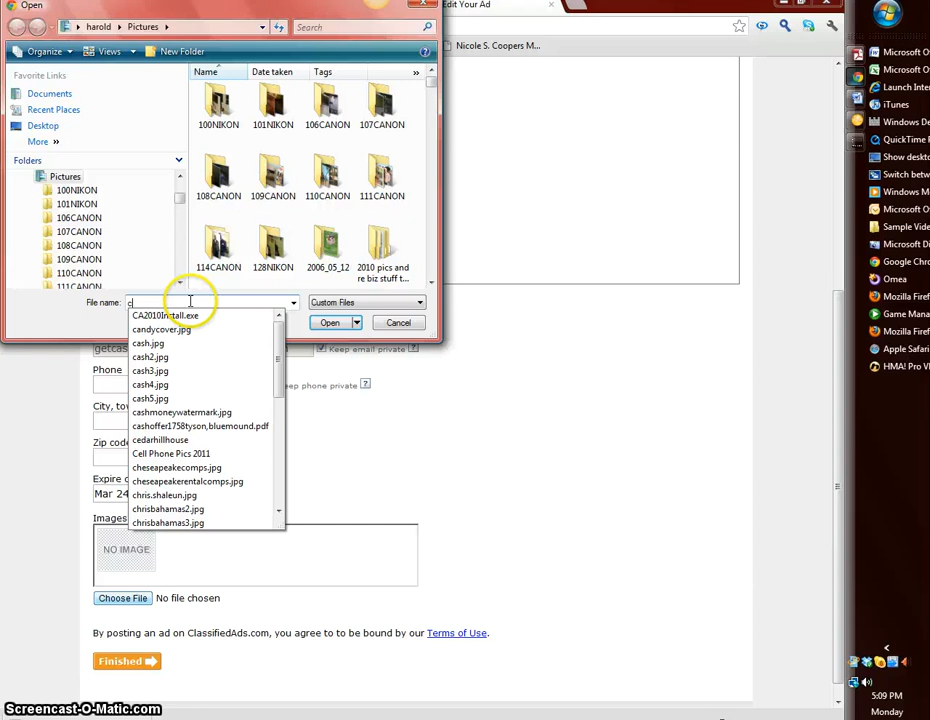 Open
Edit Your Ad
harold
Pictures
Search
Nicole S. Coopers M...
Organize
Views
New Folder
Favorite Links
Documents
Recent Places
Desktop
More »
Folders
Pictures
100NIKON
101NIKON
106CANON
107CANON
108CANON
109CANON
110CANON
111CANON
Name
Date taken
Tags
»
100NIKON
101NIKON
106CANON
107CANON
108CANON
109CANON
110CANON
111CANON
114CANON
128NIKON
2006_05_12
2010 pics and
re biz stuff t...
File name:
c
Custom Files
Open
Cancel
CA2010Install.exe
candycover.jpg
cash.jpg
cash2.jpg
cash3.jpg
cash4.jpg
cash5.jpg
cashmoneywatermark.jpg
cashoffer1758tyson,bluemound.pdf
cedarhillhouse
Cell Phone Pics 2011
cheseapeakecomps.jpg
cheseapeakerentalcomps.jpg
chris.shaleun.jpg
chrisbahamas2.jpg
chrisbahamas3.jpg
getcas
Keep email private ?
Phone
eep phone private ?
City, tow
Zip code
Expire o
Mar 24
Images
NO IMAGE
Choose File
No file chosen
By posting an ad on ClassifiedAds.com, you agree to to be bound by our Terms of Use.
Finished
Microsoft O
Microsoft Of
Launch Inter
iTunes
Windows D
QuickTime P
Show deskto
Switch betw
Windows M
Microsoft O
Sample Vide
Microsoft Di
Google Chro
Omea
Mozilla Firef
Game Mana
Mozilla Firef
Apple Safari
HMA! Pro V
5:09 PM
Monday
Screencast-O-Matic.com